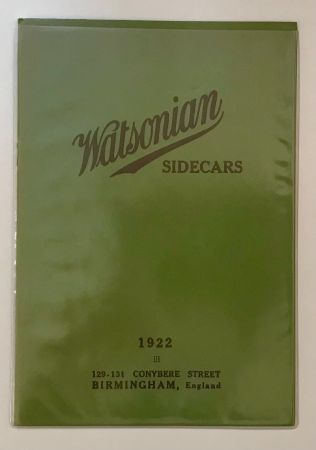 Watsonian
SIDECARS
1922
129-131 CONYBERE STREET
BIRMINGHAM, England